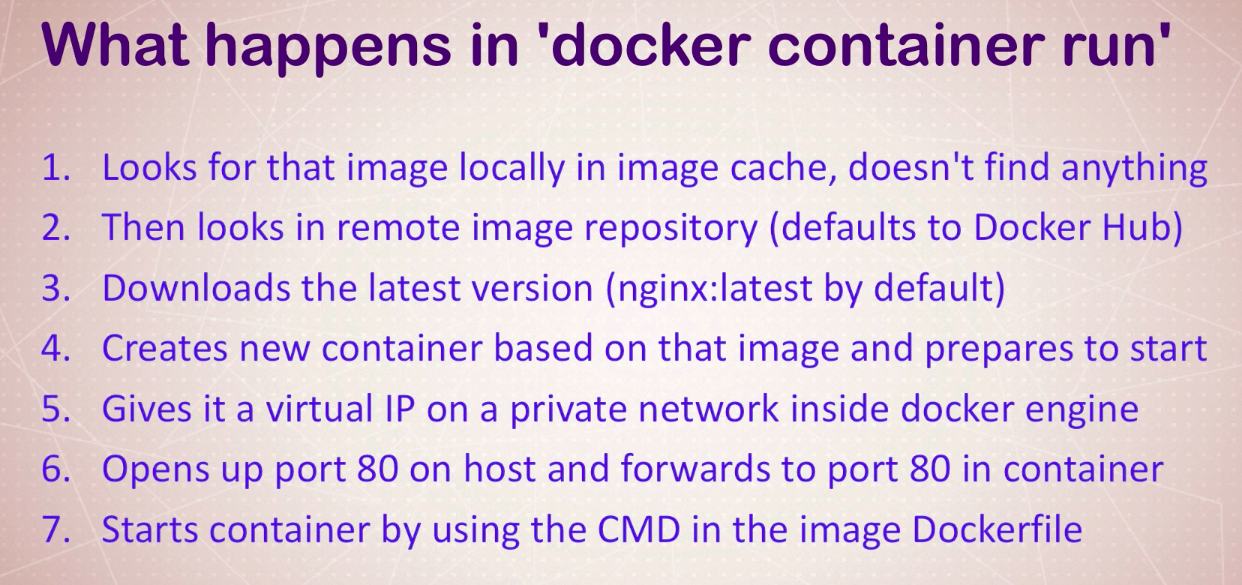 What happens in 'docker container run'
1. Looks for that image locally in image cache, doesn't find anything
2. Then looks in remote image repository (defaults to Docker Hub)
3. Downloads the latest version (nginx:latest by default)
4. Creates new container based on that image and prepares to start
5. Gives it a virtual IP on a private network inside docker engine
6. Opens up port 80 on host and forwards to port 80 in container
7. Starts container by using the CMD in the image Dockerfile